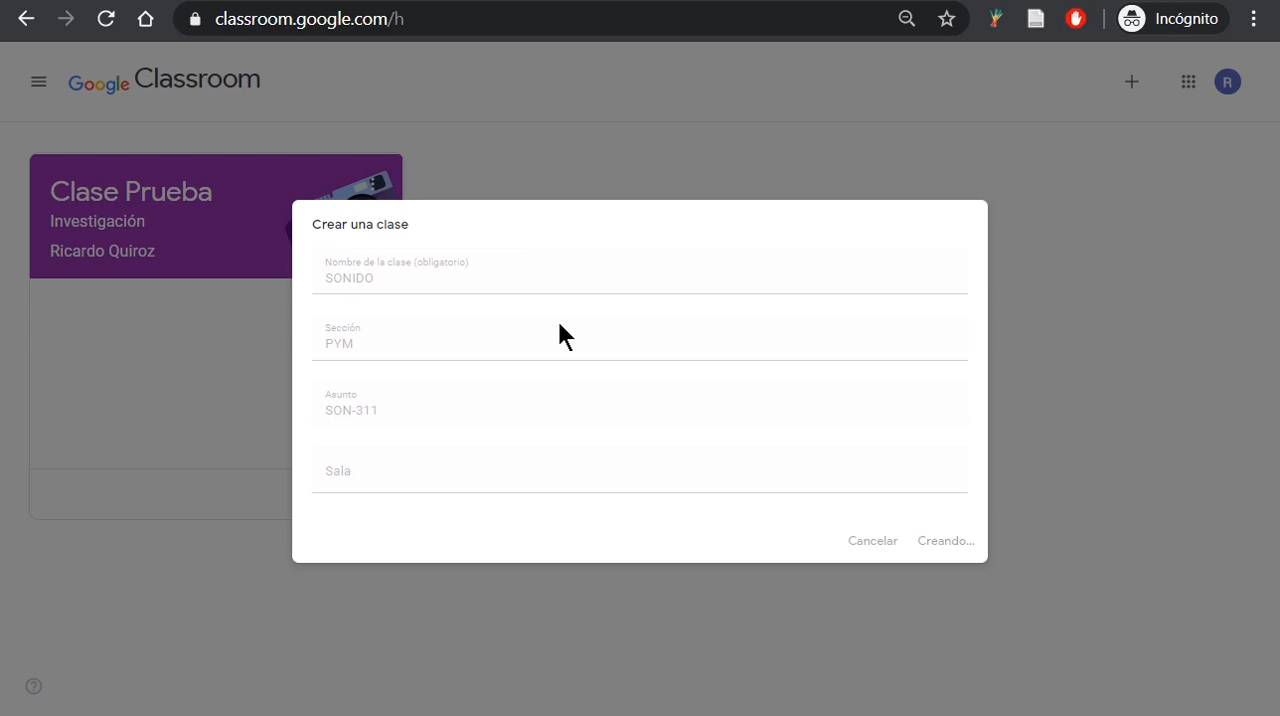 classroom.google.com/h
Incógnito
Google Classroom
R
Clase Prueba
Investigación
Ricardo Quiroz
Crear una clase
Nombre de la clase (obligatorio)
SONIDO
Sección
PYM
Asunto
SON-311
Sala
Cancelar Creando...